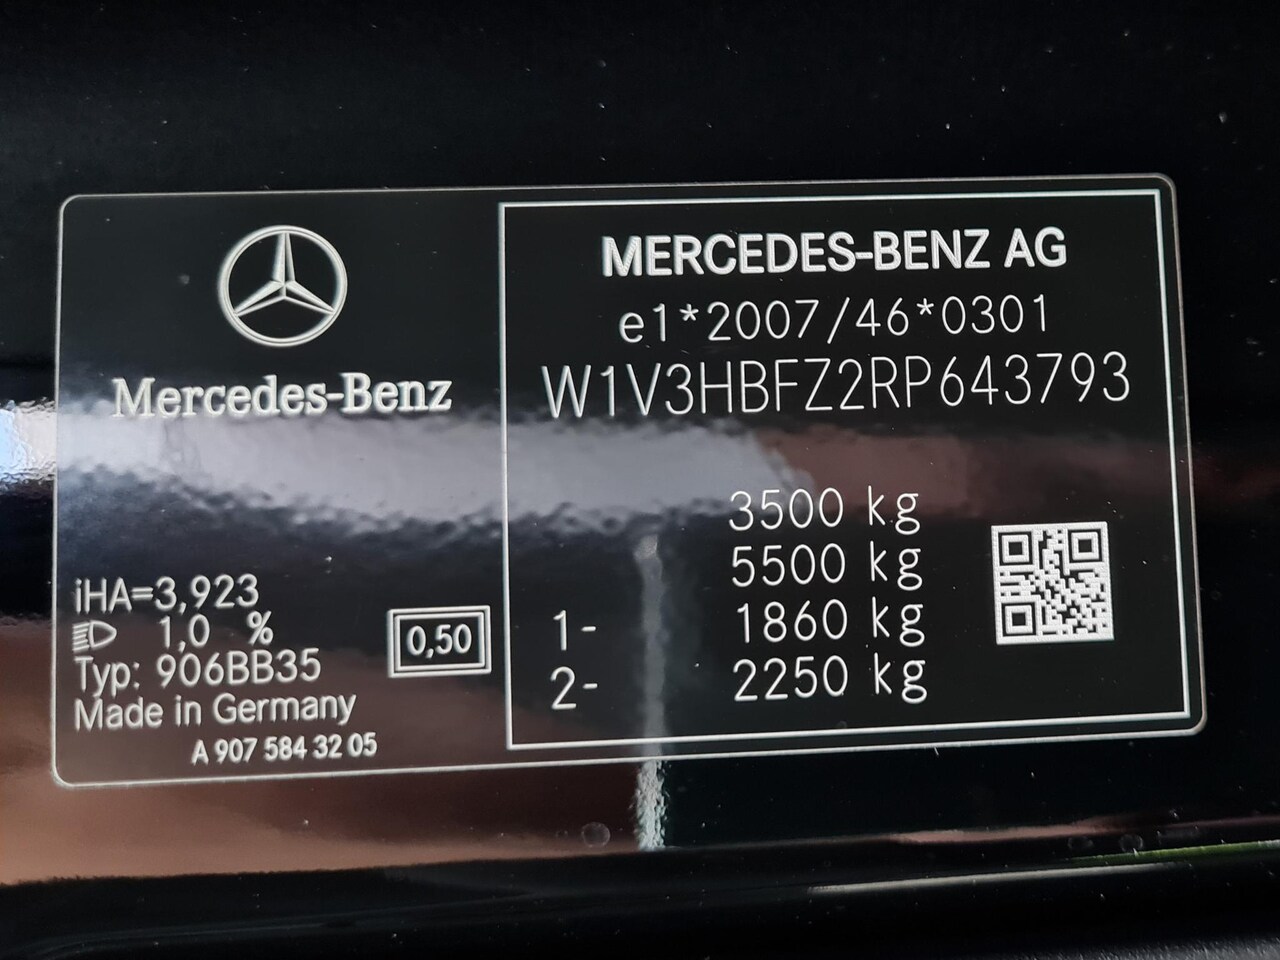 Mercedes-Benz
iHA=3,923
1,0 %
Typ: 906BB35
Made in Germany
A 907 584 32 05
0,50
MERCEDES-BENZ AG
e1*2007/46*0301
W1V3HBFZ2RP643793
3500 kg
5500 kg
1- 1860 kg
2- 2250 kg